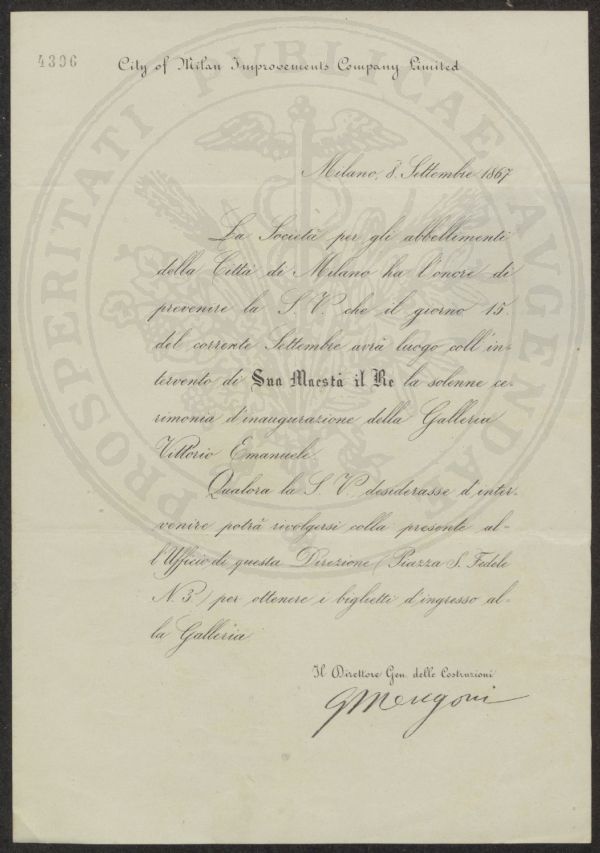 4396
City of Milan Improvements Company Limited
PROSPERITATI PUBLICAE AUGENDAE
Milano, 8. Settembre 1867
La Società per gli abbellimenti
della Città di Milano ha l'onore di
prevenire la S. V. che il giorno 15.
del corrente Settembre avrà luogo coll'in-
tervento di Sua Maestà il Re la solenne ce-
rimonia d'inaugurazione della Galleria
Vittorio Emanuele.
Qualora la S. V. desiderasse d'inter-
venire potrà rivolgersi colla presente al-
l'Ufficio di questa Direzione (Piazza S. Fedele
N. 3.) per ottenere i biglietti d'ingresso al-
la Galleria.
Il Direttore Gen. delle Costruzioni
GMengoni